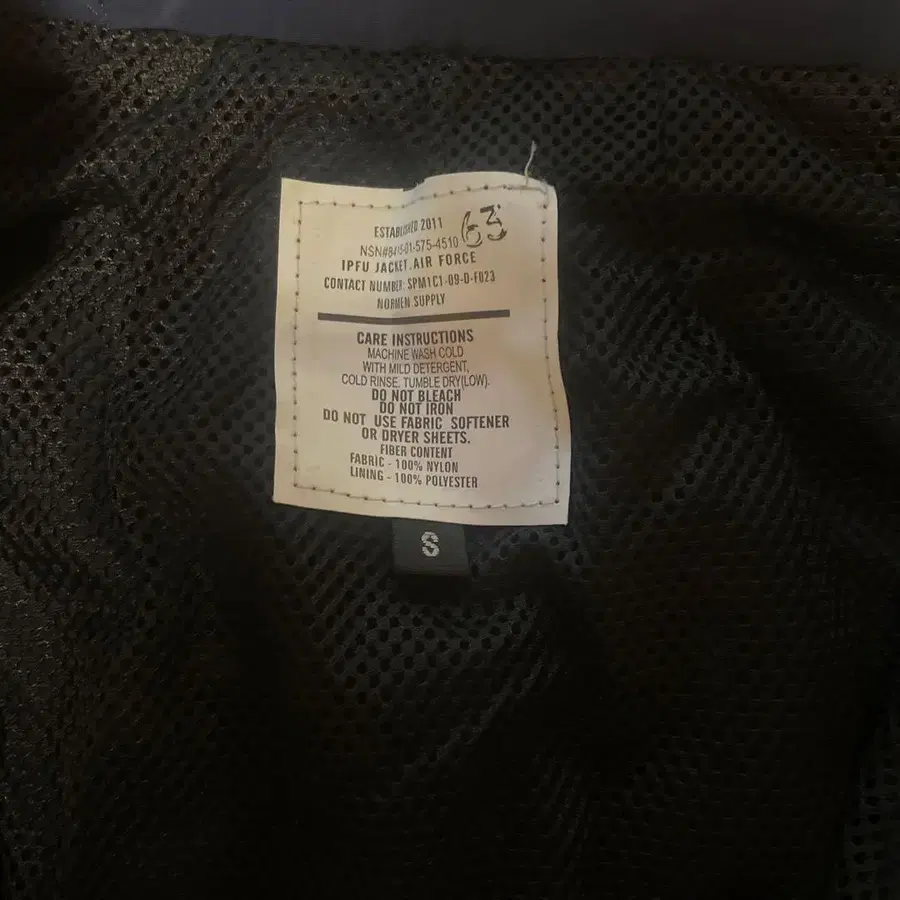 ESTABLISHED 2011
63
NSN#8415-01-575-4510
IPFU JACKET.AIR FORCE
CONTACT NUMBER: SPM1C1-09-D-F023
NORMEN SUPPLY
CARE INSTRUCTIONS
MACHINE WASH COLD
WITH MILD DETERGENT,
COLD RINSE, TUMBLE DRY(LOW).
DO NOT BLEACH
DO NOT IRON
DO NOT USE FABRIC SOFTENER
OR DRYER SHEETS.
FIBER CONTENT
FABRIC - 100% NYLON
LINING - 100% POLYESTER
S